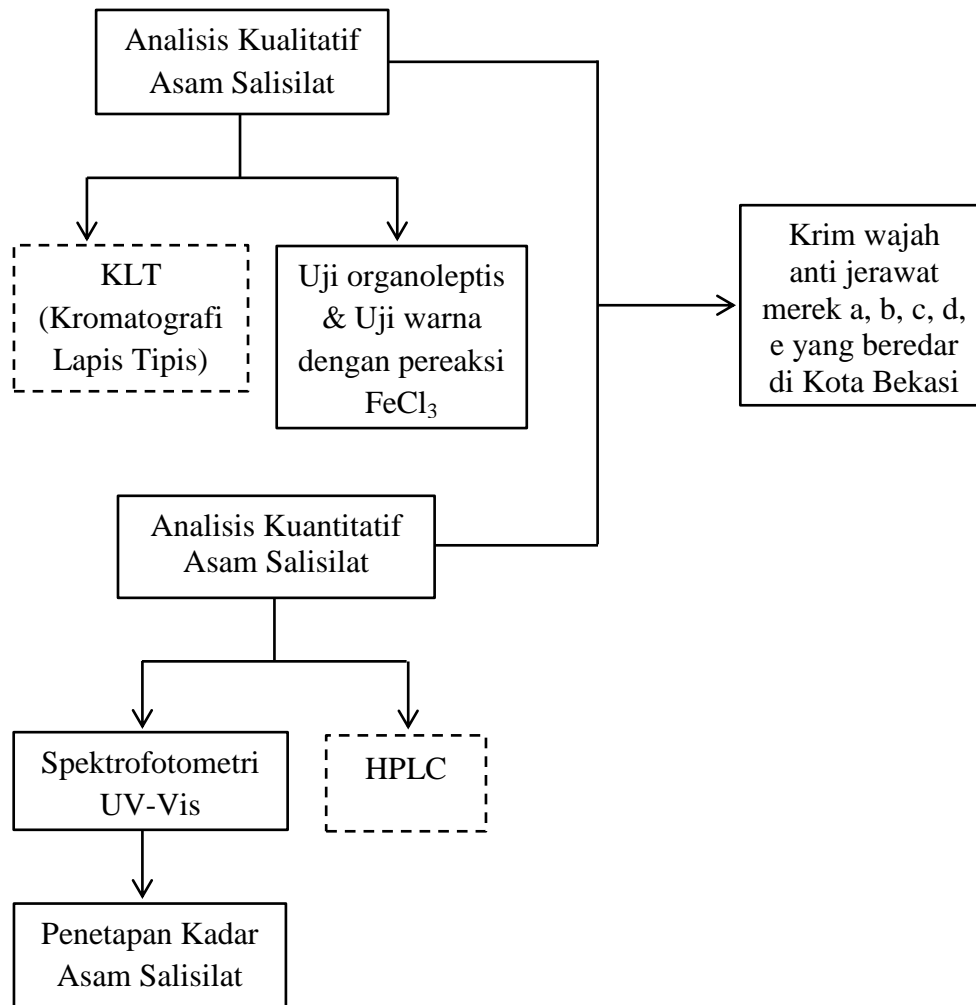 Analisis Kualitatif
Asam Salisilat
KLT
(Kromatografi
Lapis Tipis)
Uji organoleptis
& Uji warna
dengan pereaksi
FeCl₃
Krim wajah
anti jerawat
merek a, b, c, d,
e yang beredar
di Kota Bekasi
Analisis Kuantitatif
Asam Salisilat
Spektrofotometri
UV-Vis
HPLC
Penetapan Kadar
Asam Salisilat